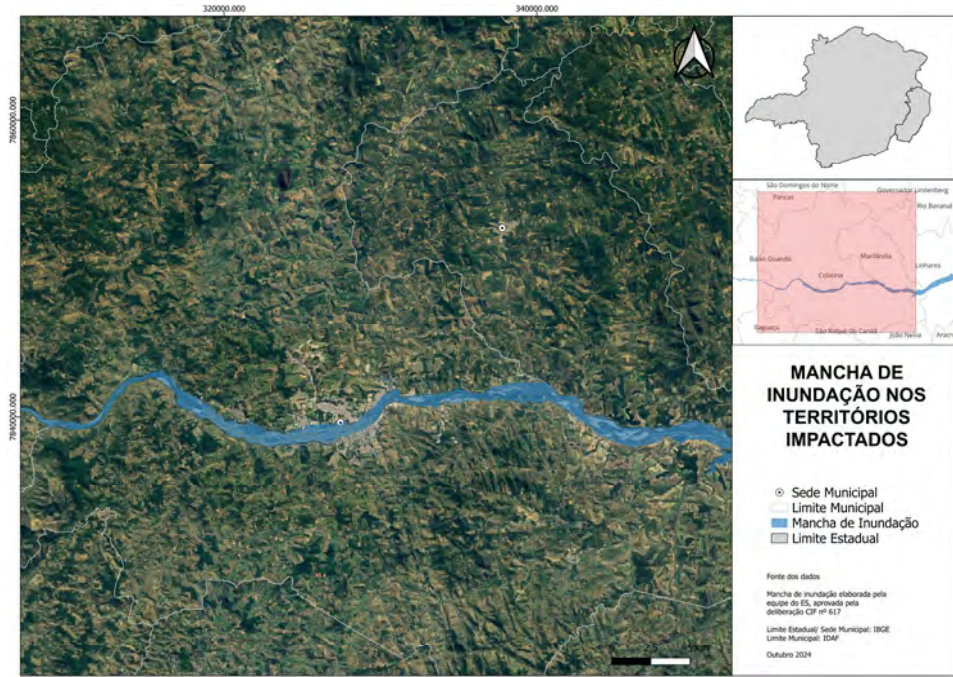 320000.000
340000.000
7860000.000
7840000.000
São Domingos do Norte
Governador Lindenberg
Pancas
Rio Bananal
Baixo Guandu
Marilândia
Linhares
Colatina
Itaguaçu
São Roque do Canaã
João Neiva
Arac
MANCHA DE
INUNDAÇÃO NOS
TERRITÓRIOS
IMPACTADOS
Sede Municipal
Limite Municipal
Mancha de Inundação
Limite Estadual
Fonte dos dados
Mancha de inundação elaborada pela
equipe do ES, aprovada pela
deliberação CIF nº 617
Limite Estadual/ Sede Municipal: IBGE
Limite Municipal: IDAF
Outubro 2024